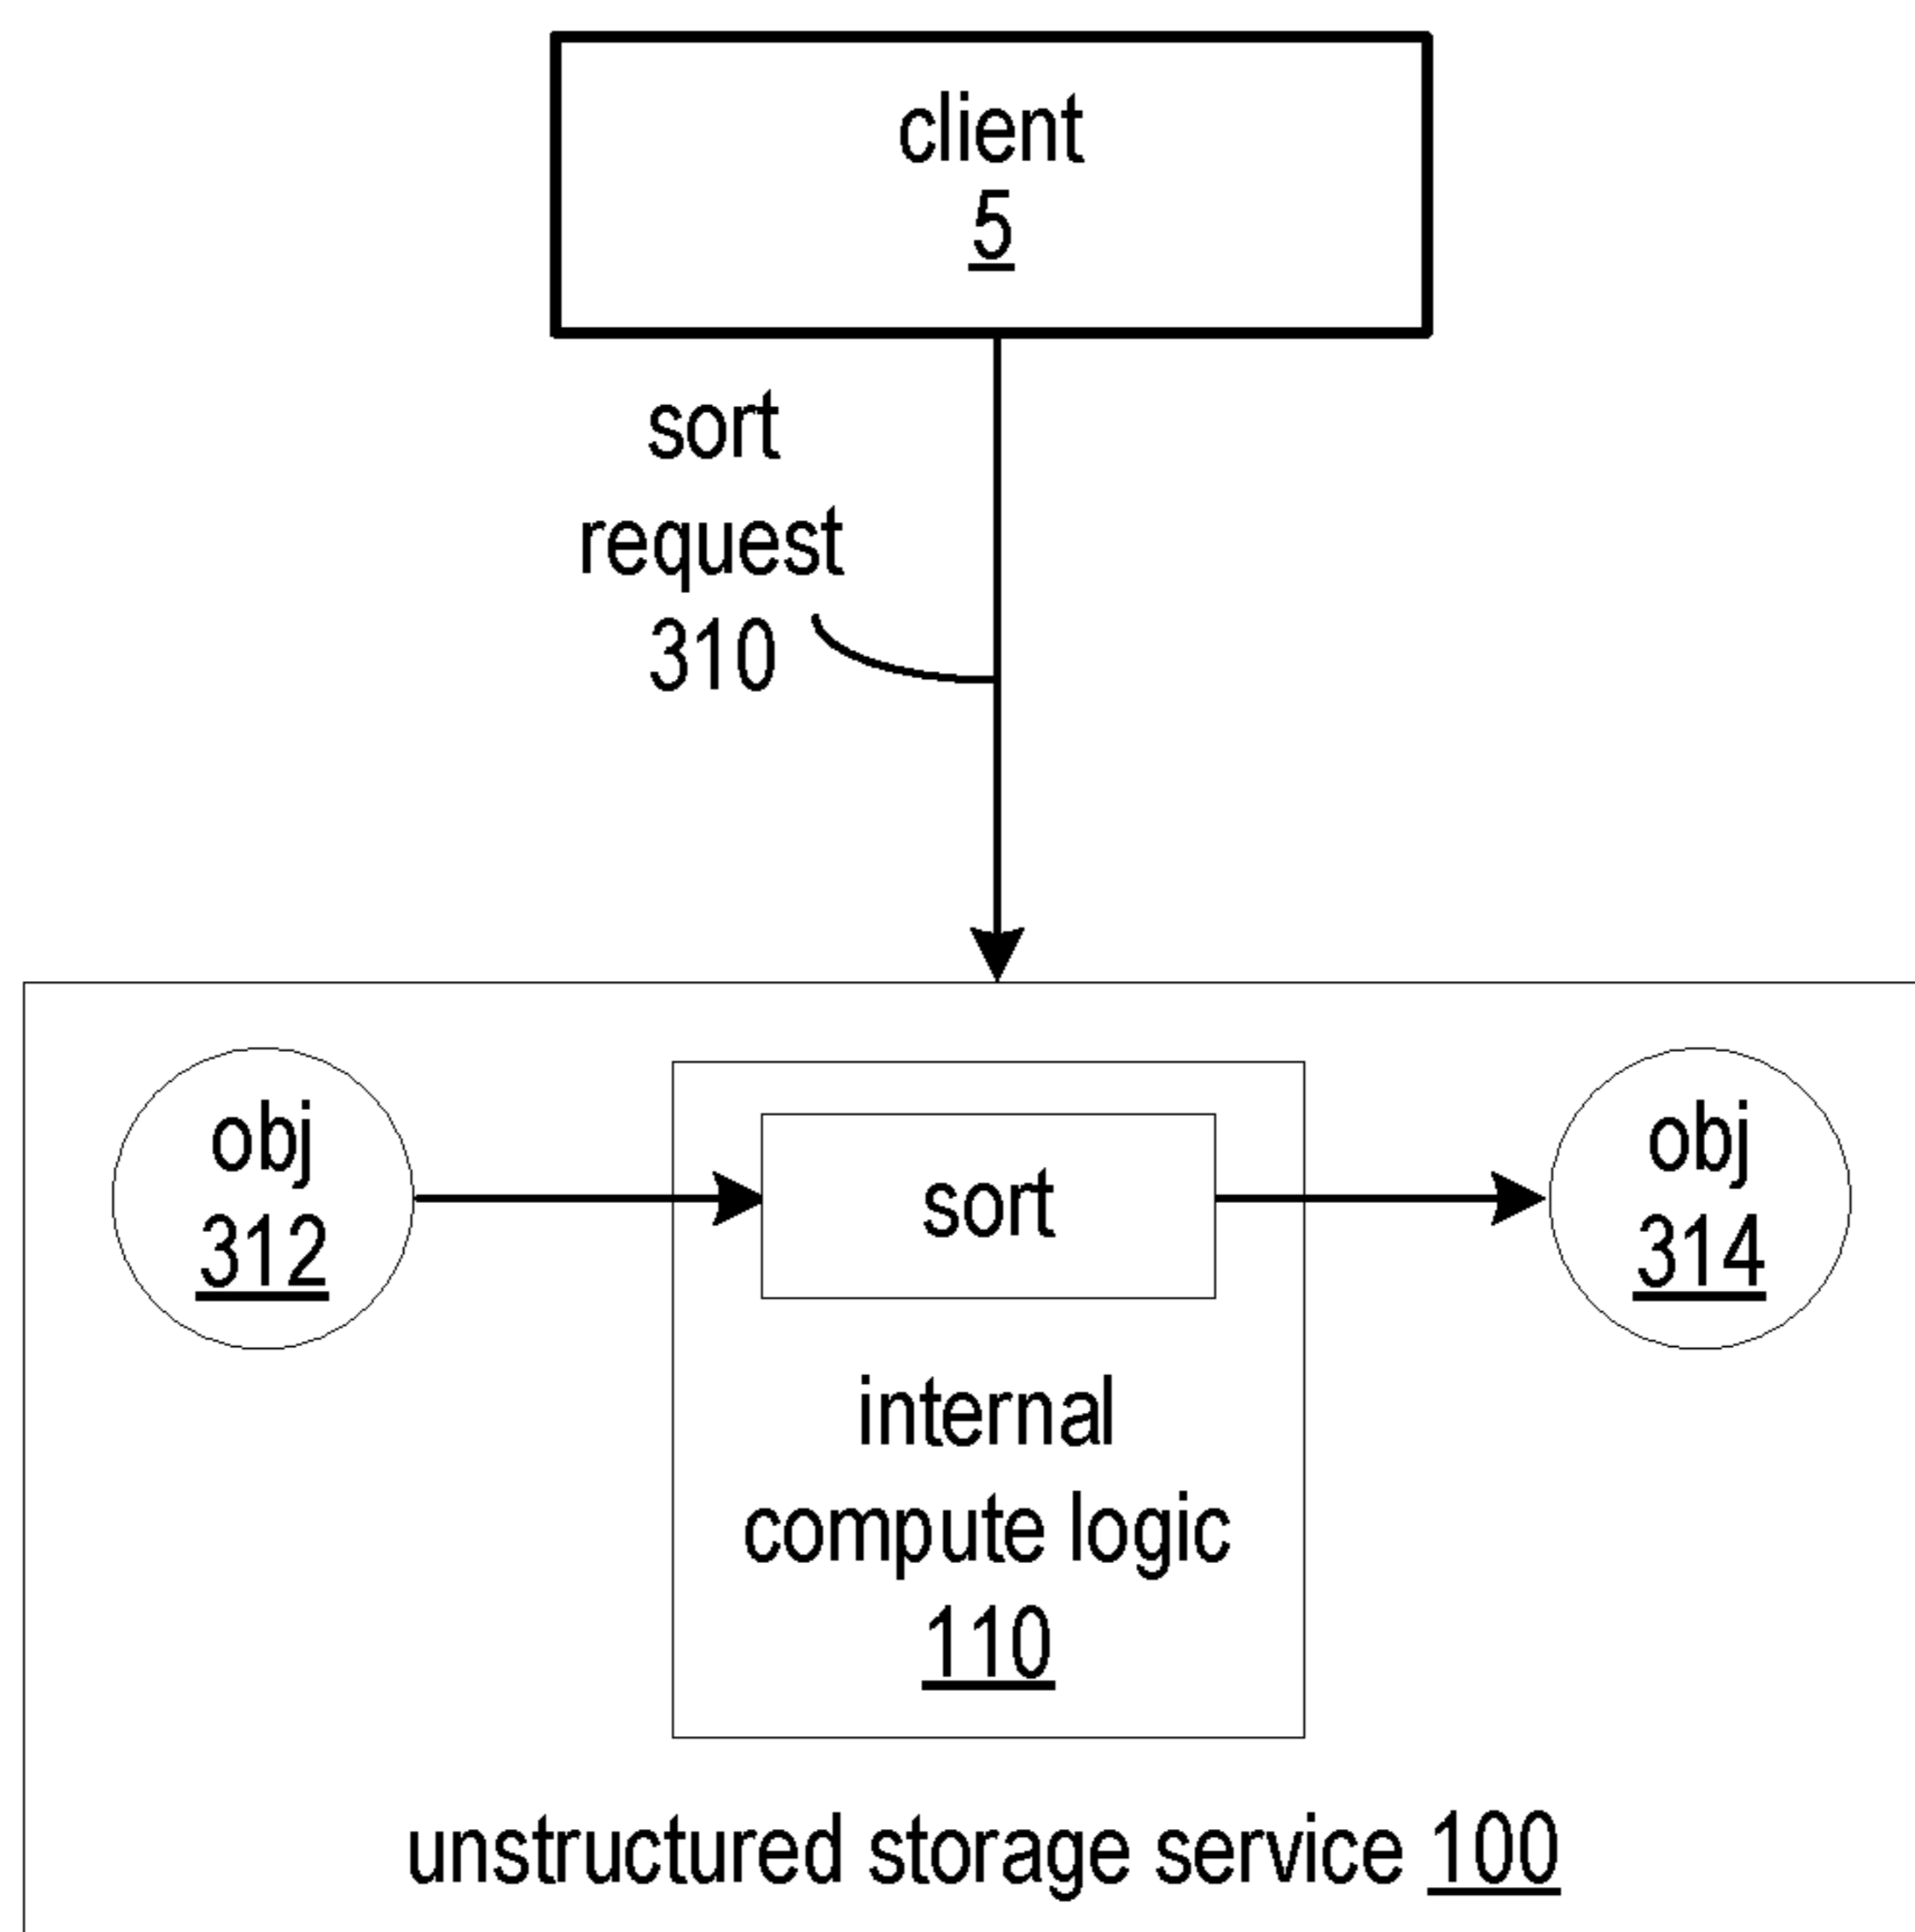 client
5
sort
request
310
obj
312
sort
obj
314
internal
compute logic
110
unstructured storage service 100